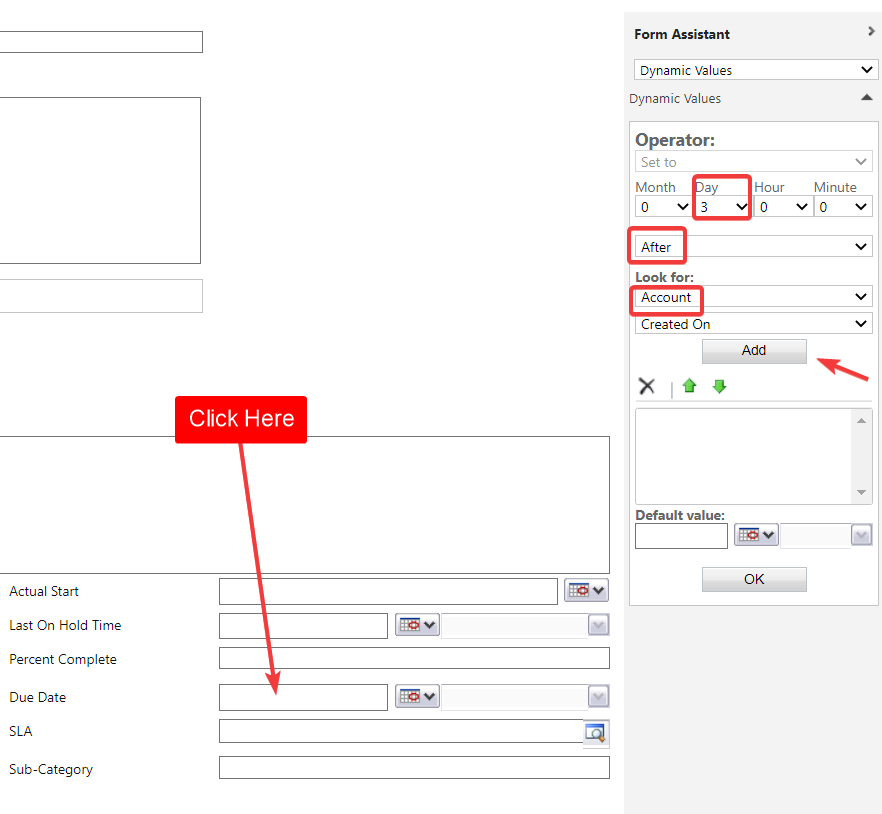 Form Assistant
Dynamic Values
Dynamic Values
Operator:
Set to
Month Day Hour Minute
0 3 0 0
After
Look for:
Account
Created On
Add
Default value:
OK
Click Here
Actual Start
Last On Hold Time
Percent Complete
Due Date
SLA
Sub-Category